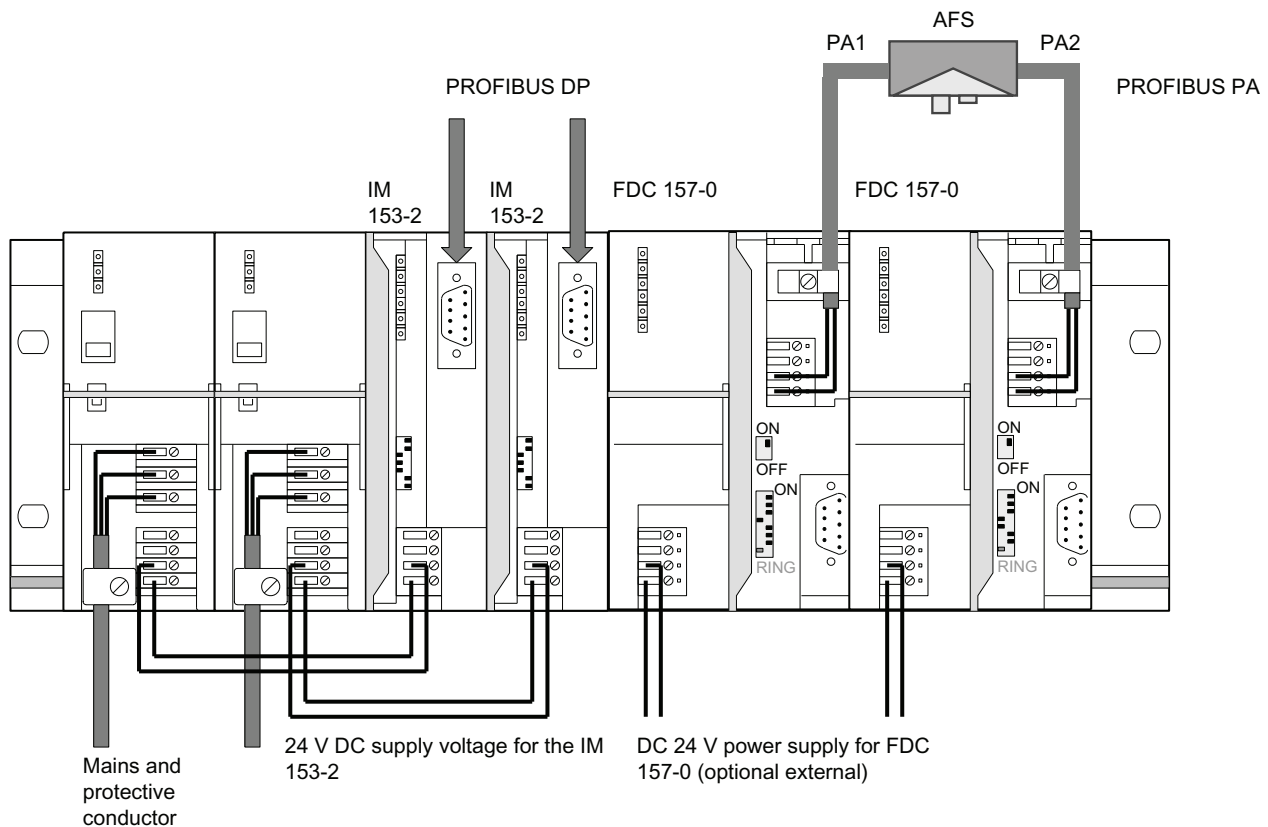 AFS
PA1
PA2
PROFIBUS DP
PROFIBUS PA
IM
153-2
IM
153-2
FDC 157-0
FDC 157-0
ON
OFF
ON
RING
ON
OFF
ON
RING
24 V DC supply voltage for the IM
153-2
DC 24 V power supply for FDC
157-0 (optional external)
Mains and
protective
conductor